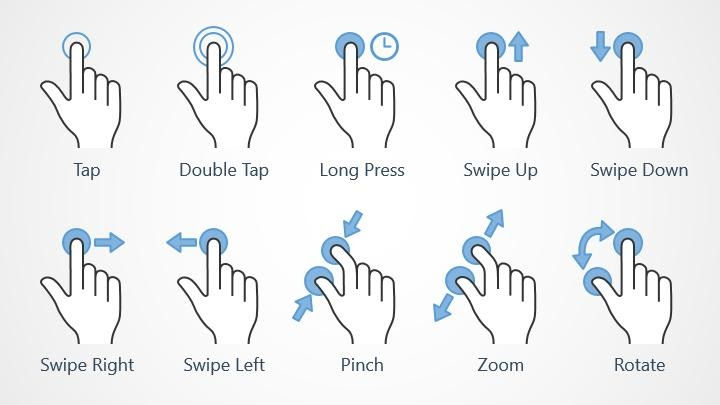 Tap
Double Tap
Long Press
Swipe Up
Swipe Down
Swipe Right
Swipe Left
Pinch
Zoom
Rotate